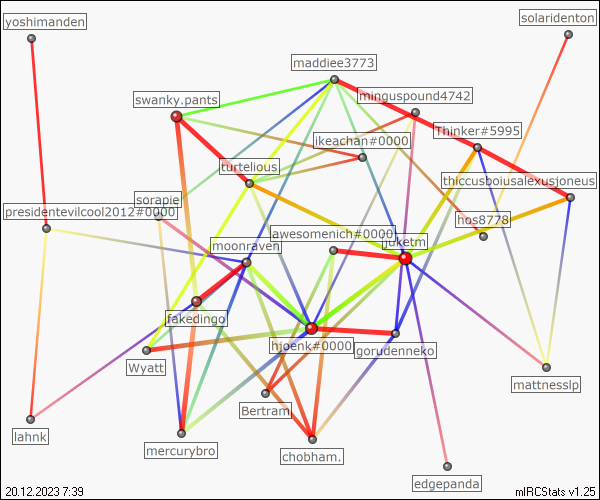 yoshimanden
solaridenton
maddiee3773
swanky.pants
minguspound4742
Thinker#5995
ikeachan#0000
turtelious
thiccusboiusalexusjoneus
sorapie
presidentevilcool2012#0000
hos8778
awesomenich#0000
juketm
moonraven
fakedingo
hjoenk#0000
gorudenneko
Wyatt
mattnesslp
Bertram
lahnk
mercurybro
chobham.
edgepanda
20.12.2023 7:39
mIRCStats v1.25